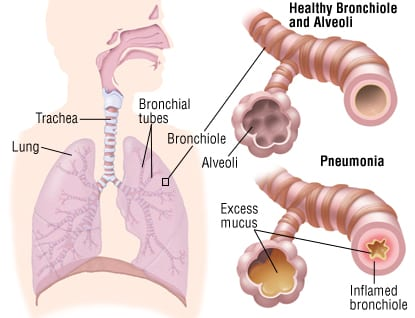 Healthy Bronchiole
and Alveoli
Trachea
Bronchial
tubes
Lung
Bronchiole
Alveoli
Pneumonia
Excess
mucus
Inflamed
bronchiole